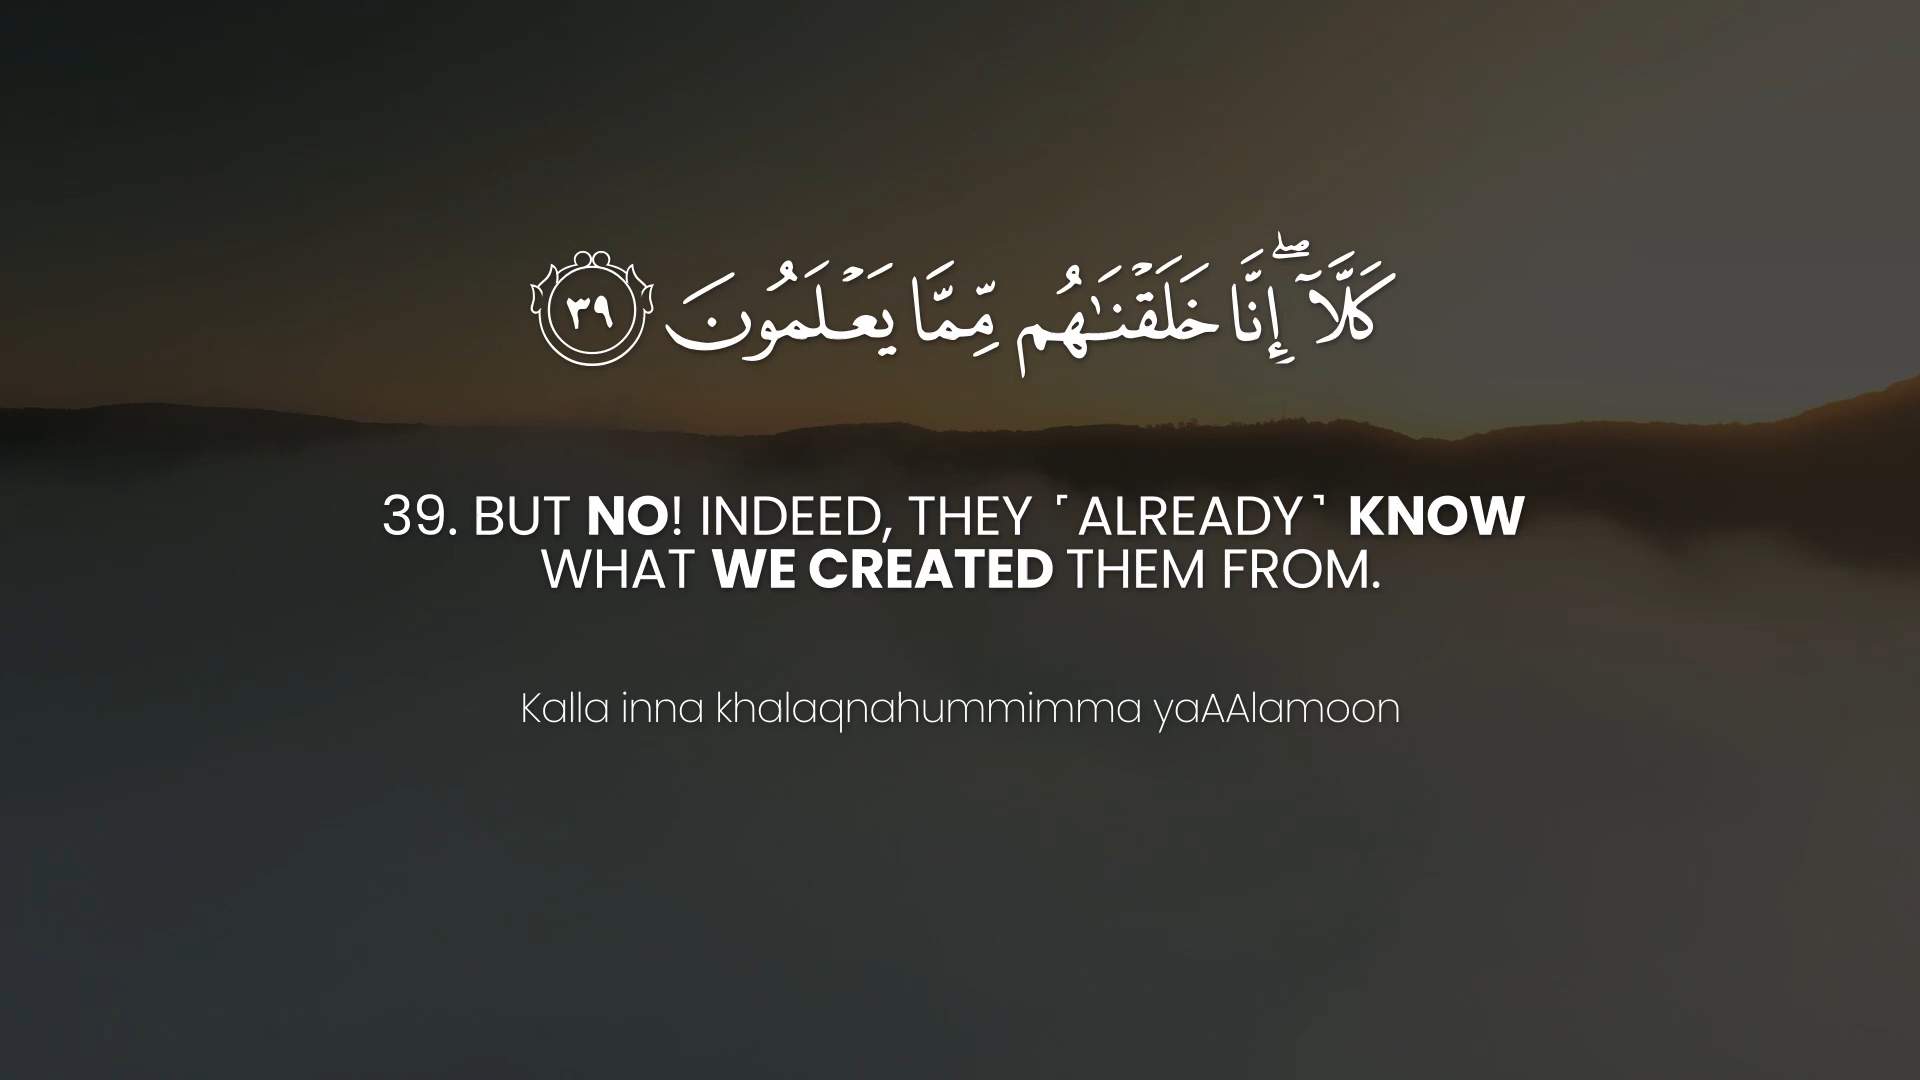 كَلَّآ ۖ إِنَّا خَلَقْنَـٰهُم مِّمَّا يَعْلَمُونَ ٣٩
39. BUT NO! INDEED, THEY ˹ALREADY˺ KNOW
WHAT WE CREATED THEM FROM.
Kalla inna khalaqnahummimma yaAAlamoon